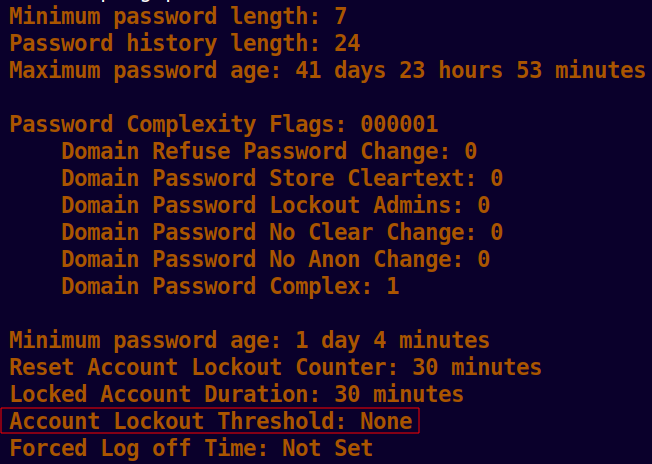 Minimum password length: 7
Password history length: 24
Maximum password age: 41 days 23 hours 53 minutes
Password Complexity Flags: 000001
Domain Refuse Password Change: 0
Domain Password Store Cleartext: 0
Domain Password Lockout Admins: 0
Domain Password No Clear Change: 0
Domain Password No Anon Change: 0
Domain Password Complex: 1
Minimum password age: 1 day 4 minutes
Reset Account Lockout Counter: 30 minutes
Locked Account Duration: 30 minutes
Account Lockout Threshold: None
Forced Log off Time: Not Set